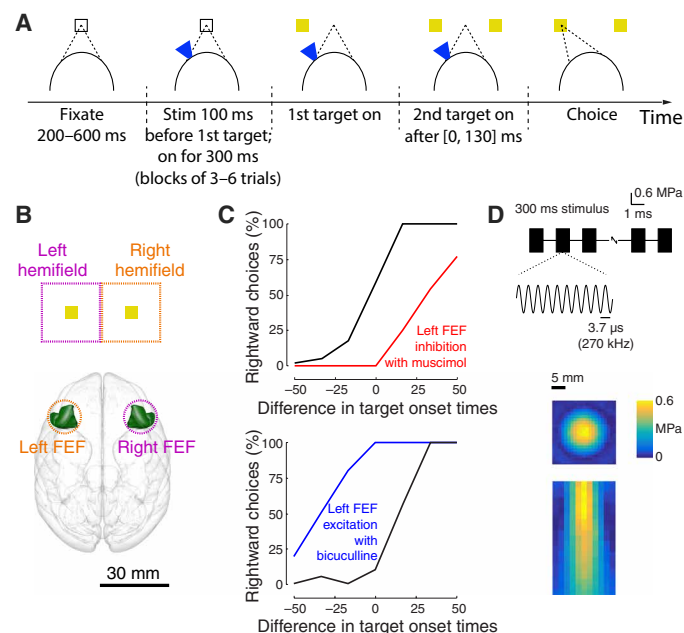 A
Fixate
200–600 ms
Stim 100 ms
before 1st target;
on for 300 ms
(blocks of 3–6 trials)
1st target on
2nd target on
after [0, 130] ms
Choice
Time
B
Left
hemifield
Right
hemifield
Left FEF
Right FEF
30 mm
C
Rightward choices (%)
100
75
50
25
0
Left FEF
inhibition
with muscimol
−50
−25
0
25
50
Difference in target onset times
Rightward choices (%)
100
75
50
25
0
Left FEF
excitation
with
bicuculline
−50
−25
0
25
50
Difference in target onset times
D
0.6 MPa
1 ms
300 ms stimulus
N
3.7 µs
(270 kHz)
5 mm
0.6
MPa
0